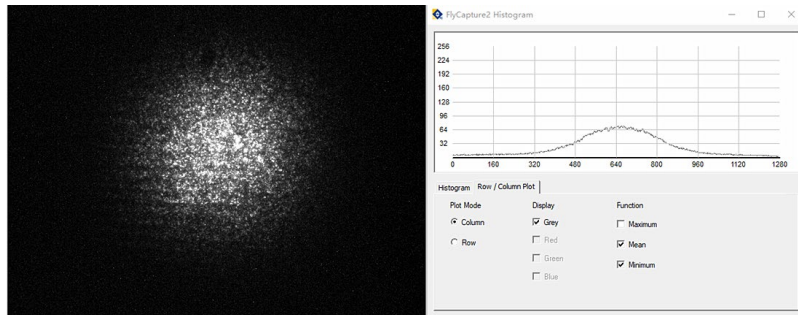 FlyCapture2 Histogram
256
224
192
160
128
96
64
32
0 160 320 480 640 800 960 1120 1280
Histogram Row / Column Plot
Plot Mode Display Function
Column Grey Maximum
Row Red Mean
Green Minimum
Blue